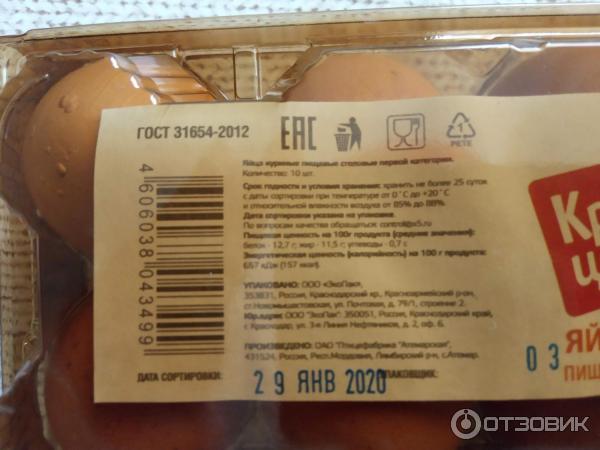 ГОСТ 31654-2012
EAC
1
PETE
Яйца куриные пищевые столовые первой категории.
Количество: 10 шт.
Срок годности и условия хранения: хранить не более 25 суток
с даты сортировки при температуре от 0°С до +20°С
и относительной влажности воздуха от 85% до 88%.
Дата сортировки указана на упаковке.
По вопросам качества обращаться: control@x5.ru
Пищевая ценность на 100г продукта (средние значения):
белок - 12,7 г; жир - 11,5 г; углеводы - 0,7 г.
Энергетическая ценность (калорийность) на 100 г продукта:
657 кДж (157 ккал).
4606038043499
УПАКОВАНО: ООО «ЭкоПак»,
353831, Россия, Краснодарский кр., Красноармейский р-он,
ст.Новомышастовская, ул. Почтовая, д. 79/1, строение 2.
Юр.адрес: ООО "ЭкоПак" 350051, Россия, Краснодарский край,
г. Краснодар, ул. 3-я Линия Нефтяников, д. 2, оф. 6.
ПРОИЗВЕДЕНО: ОАО "Птицефабрика "Атемарская",
431524, Россия, Респ.Мордовия, Лямбирский р-н, с.Атемар.
ДАТА СОРТИРОВКИ:
29 ЯНВ 2020
УПАКОВЩИК:
03
Кр
ц
ЯЙ
ПИЩ
ОТЗОВИК